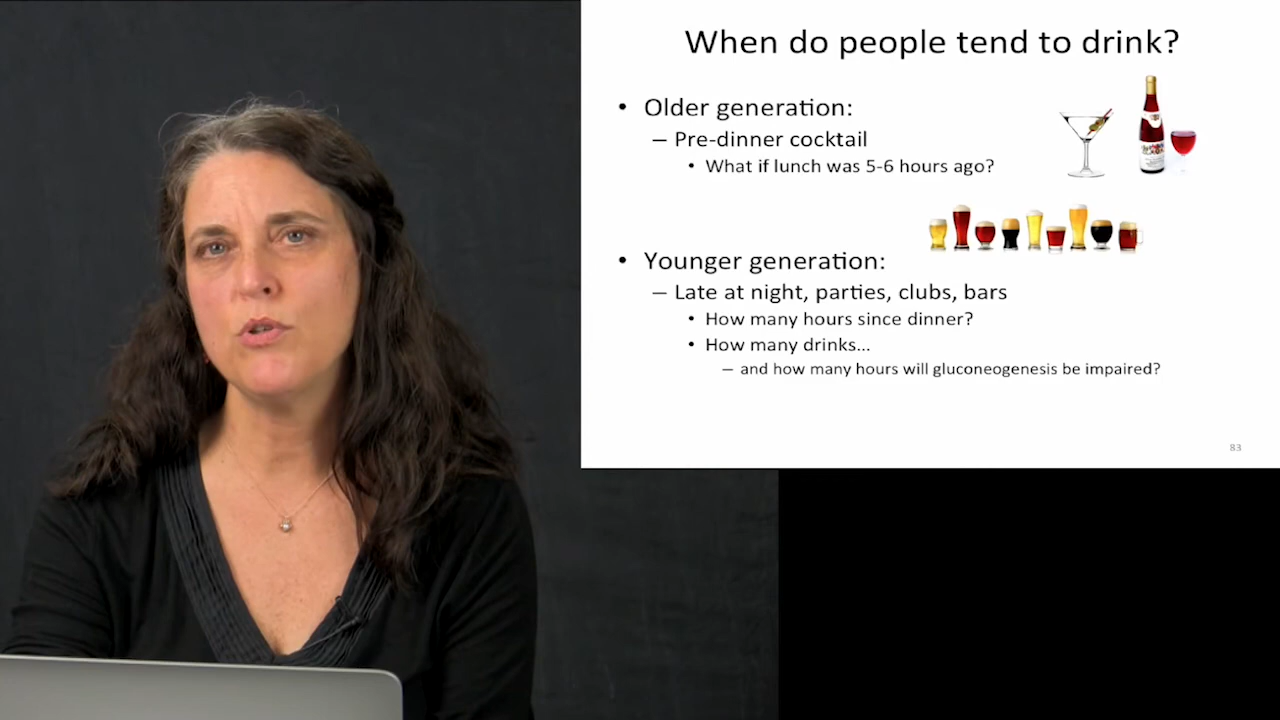 When do people tend to drink?
• Older generation:
– Pre-dinner cocktail
• What if lunch was 5-6 hours ago?
• Younger generation:
– Late at night, parties, clubs, bars
• How many hours since dinner?
• How many drinks...
– and how many hours will gluconeogenesis be impaired?
83